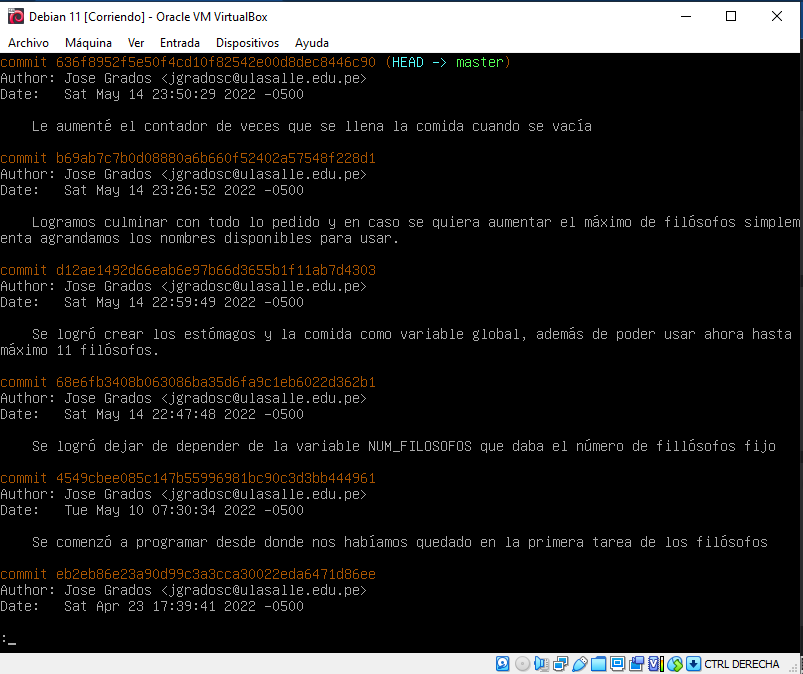 Debian 11 [Corriendo] - Oracle VM VirtualBox
Archivo Máquina Ver Entrada Dispositivos Ayuda
commit 636f8952f5e50f4cd10f82542e00d8dec8446c90 (HEAD -> master)
Author: Jose Grados <jgradosc@ulasalle.edu.pe>
Date:   Sat May 14 23:50:29 2022 -0500
    Le aumenté el contador de veces que se llena la comida cuando se vacía
commit b69ab7c7b0d08880a6b660f52402a57548f228d1
Author: Jose Grados <jgradosc@ulasalle.edu.pe>
Date:   Sat May 14 23:26:52 2022 -0500
    Logramos culminar con todo lo pedido y en caso se quiera aumentar el máximo de filósofos simplem
enta agrandamos los nombres disponibles para usar.
commit d12ae1492d66eab6e97b66d3655b1f11ab7d4303
Author: Jose Grados <jgradosc@ulasalle.edu.pe>
Date:   Sat May 14 22:59:49 2022 -0500
    Se logró crear los estómagos y la comida como variable global, además de poder usar ahora hasta
máximo 11 filósofos.
commit 68e6fb3408b063086ba35d6fa9c1eb6022d362b1
Author: Jose Grados <jgradosc@ulasalle.edu.pe>
Date:   Sat May 14 22:47:48 2022 -0500
    Se logró dejar de depender de la variable NUM_FILOSOFOS que daba el número de fillósofos fijo
commit 4549cbee085c147b55996981bc90c3d3bb444961
Author: Jose Grados <jgradosc@ulasalle.edu.pe>
Date:   Tue May 10 07:30:34 2022 -0500
    Se comenzó a programar desde donde nos habíamos quedado en la primera tarea de los filósofos
commit eb2eb86e23a90d99c3a3cca30022eda6471d86ee
Author: Jose Grados <jgradosc@ulasalle.edu.pe>
Date:   Sat Apr 23 17:39:41 2022 -0500
:_
CTRL DERECHA